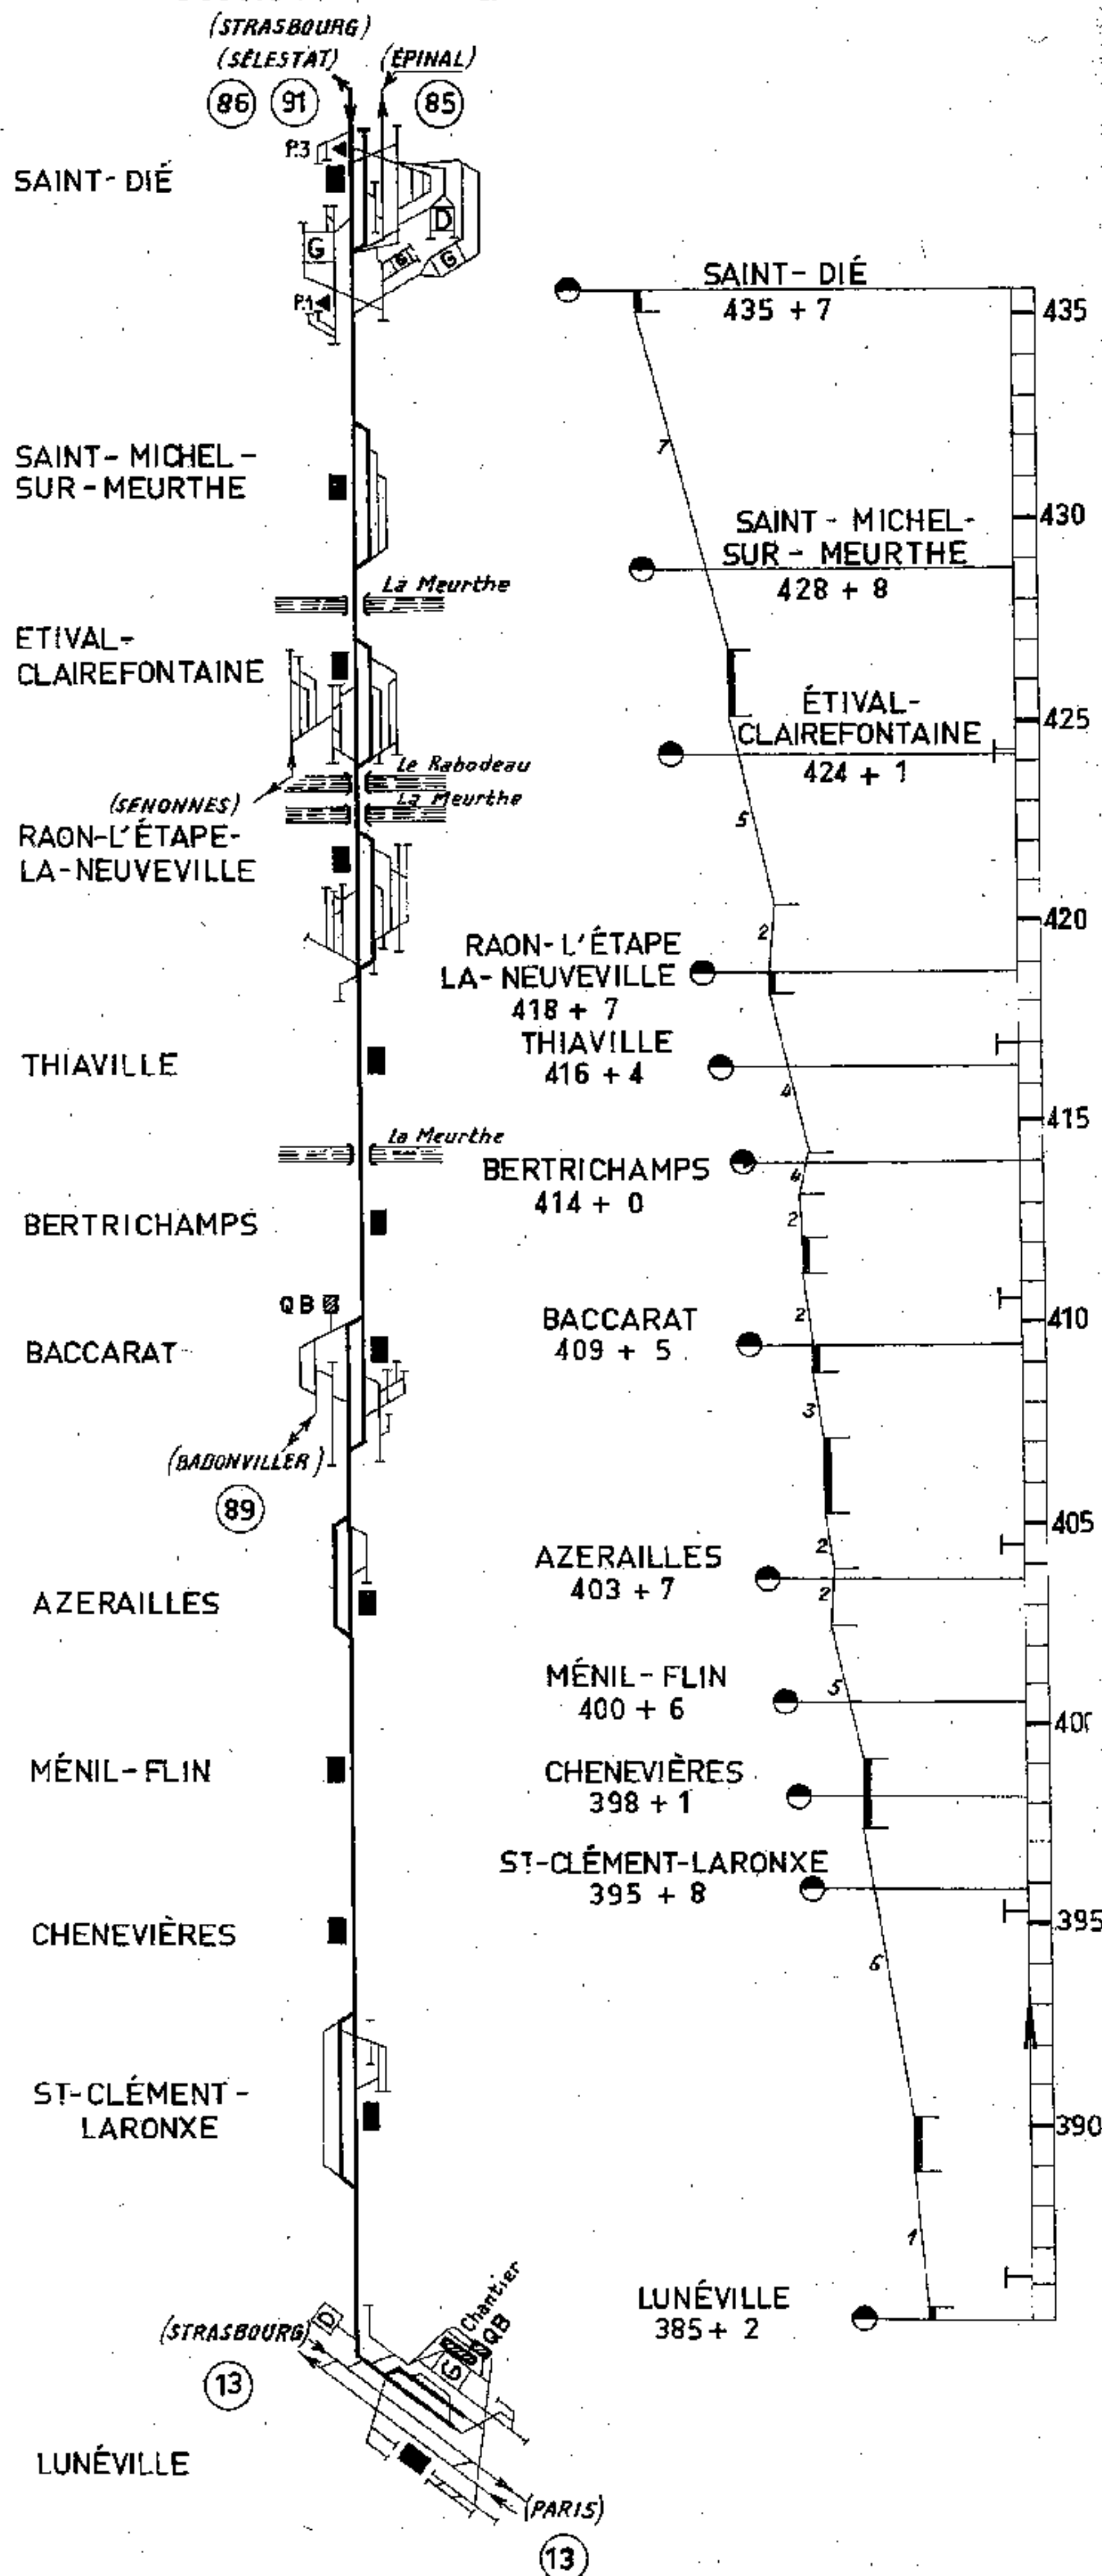 (STRASBOURG)
(SÉLESTAT)
(ÉPINAL)
86
91
85
P.3
SAINT-DIÉ
D
G
G
G
P.1
SAINT-MICHEL-
SUR-MEURTHE
La Meurthe
ETIVAL-
CLAIREFONTAINE
Le Rabodeau
La Meurthe
(SENONNES)
RAON-L'ÉTAPE-
LA-NEUVEVILLE
THIAVILLE
La Meurthe
BERTRICHAMPS
QB
BACCARAT
(BADONVILLER)
89
AZERAILLES
MÉNIL-FLIN
CHENEVIÈRES
ST-CLÉMENT-
LARONXE
Chantier
QB
D
G
(STRASBOURG)
13
LUNÉVILLE
(PARIS)
13
SAINT-DIÉ
435 + 7
435
7
430
SAINT-MICHEL-
SUR-MEURTHE
428 + 8
ÉTIVAL-
CLAIREFONTAINE
424 + 1
425
5
420
2
RAON-L'ÉTAPE
LA-NEUVEVILLE
418 + 7
THIAVILLE
416 + 4
4
415
BERTRICHAMPS
414 + 0
4
2
2
410
BACCARAT
409 + 5
3
405
2
AZERAILLES
403 + 7
2
MÉNIL-FLIN
400 + 6
5
400
CHENEVIÈRES
398 + 1
ST-CLÉMENT-LARONXE
395 + 8
395
6
390
1
LUNÉVILLE
385 + 2